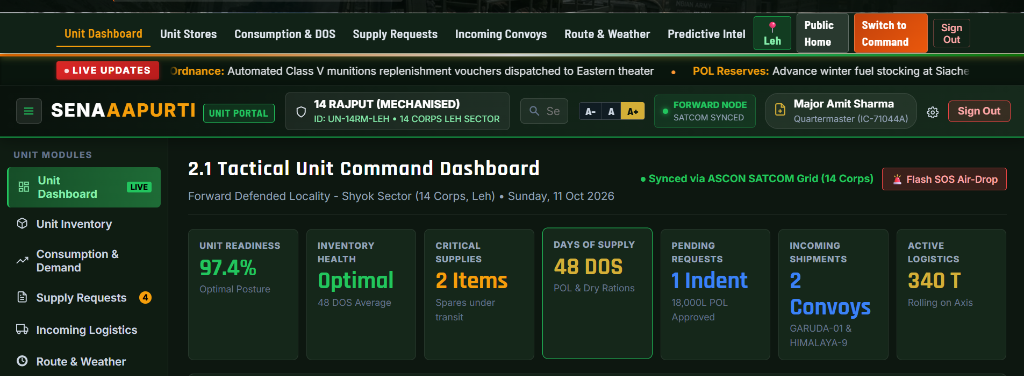 Unit Dashboard
Unit Stores
Consumption & DOS
Supply Requests
Incoming Convoys
Route & Weather
Predictive Intel
Leh
Public
Home
Switch to
Command
Sign
Out
LIVE UPDATES
Ordnance: Automated Class V munitions replenishment vouchers dispatched to Eastern theater • POL Reserves: Advance winter fuel stocking at
SENAAAPURTI
UNIT PORTAL
14 RAJPUT (MECHANISED)
ID: UN-14RM-LEH • 14 CORPS LEH SECTOR
Se
A- A A+
FORWARD NODE
SATCOM SYNCED
Major Amit Sharma
Quartermaster (IC-71044A)
Sign Out
UNIT MODULES
Unit
Dashboard
LIVE
Unit Inventory
Consumption &
Demand
Supply Requests 4
Incoming Logistics
Route & Weather
2.1 Tactical Unit Command Dashboard
Forward Defended Locality - Shyok Sector (14 Corps, Leh) • Sunday, 11 Oct 2026
• Synced via ASCON SATCOM Grid (14 Corps)
Flash SOS Air-Drop
UNIT READINESS
97.4%
Optimal Posture
INVENTORY
HEALTH
Optimal
48 DOS Average
CRITICAL
SUPPLIES
2 Items
Spares under
transit
DAYS OF SUPPLY
48 DOS
POL & Dry Rations
PENDING
REQUESTS
1 Indent
18,000L POL
Approved
INCOMING
SHIPMENTS
2
Convoys
GARUDA-01 &
HIMALAYA-9
ACTIVE
LOGISTICS
340 T
Rolling on Axis